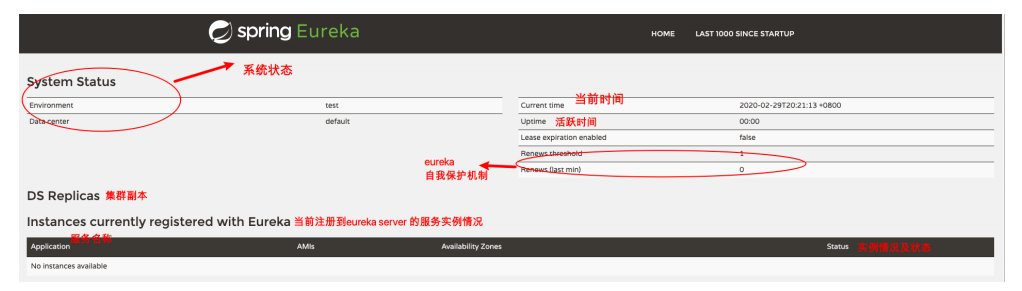 spring Eureka
HOME LAST 1000 SINCE STARTUP
系统状态
System Status
Environment test
Data center default
Current time 当前时间 2020-02-29T20:21:13 +0800
Uptime 活跃时间 00:00
Lease expiration enabled false
Renews threshold 1
Renews (last min) 0
eureka
自我保护机制
DS Replicas 集群副本
Instances currently registered with Eureka 当前注册到eureka server 的服务实例情况
服务名称
Application AMIs Availability Zones Status 实例情况及状态
No instances available